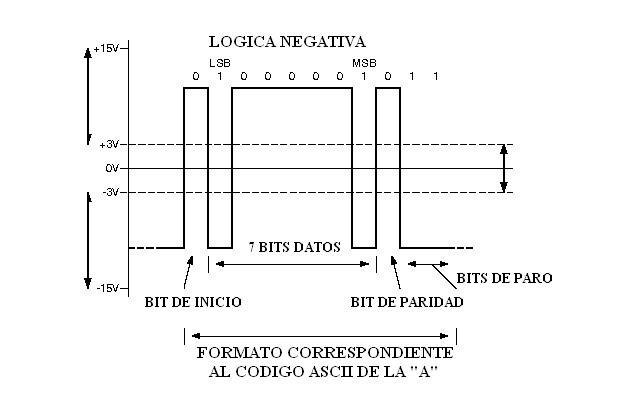 LOGICA NEGATIVA
+15V
LSB MSB
0 1 0 0 0 0 0 1 0 1 1
+3V
0V
-3V
7 BITS DATOS
-15V
BIT DE INICIO
BIT DE PARIDAD
BITS DE PARO
FORMATO CORRESPONDIENTE
AL CODIGO ASCII DE LA "A"